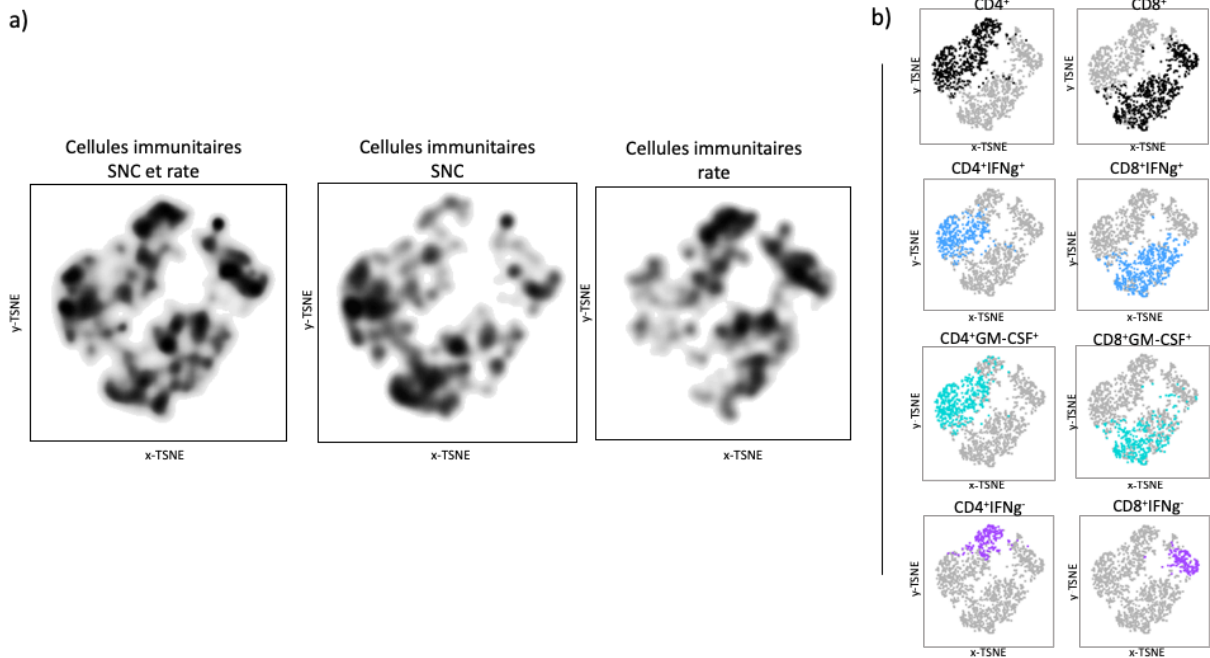 a)
Cellules immunitaires
SNC et rate
y-TSNE
x-TSNE
Cellules immunitaires
SNC
y-TSNE
x-TSNE
Cellules immunitaires
rate
y-TSNE
x-TSNE
b)
CD4⁺
y-TSNE
x-TSNE
CD8⁺
y-TSNE
x-TSNE
CD4⁺IFNg⁺
y-TSNE
x-TSNE
CD8⁺IFNg⁺
y-TSNE
x-TSNE
CD4⁺GM-CSF⁺
y-TSNE
x-TSNE
CD8⁺GM-CSF⁺
y-TSNE
x-TSNE
CD4⁺IFNg⁻
y-TSNE
x-TSNE
CD8⁺IFNg⁻
y-TSNE
x-TSNE